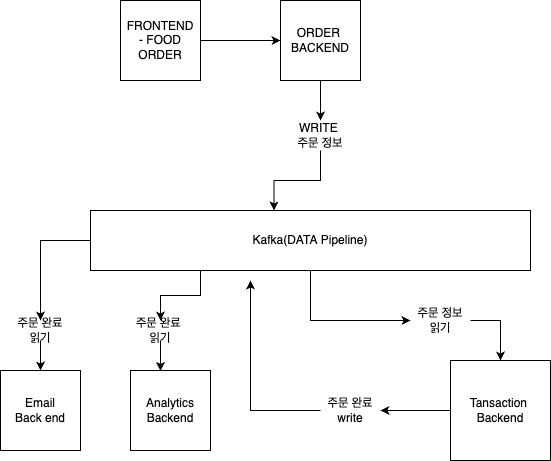 FRONTEND
- FOOD
ORDER
ORDER
BACKEND
WRITE
주문 정보
Kafka(DATA Pipeline)
주문 완료
읽기
주문 완료
읽기
주문 정보
읽기
Email
Back end
Analytics
Backend
주문 완료
write
Tansaction
Backend